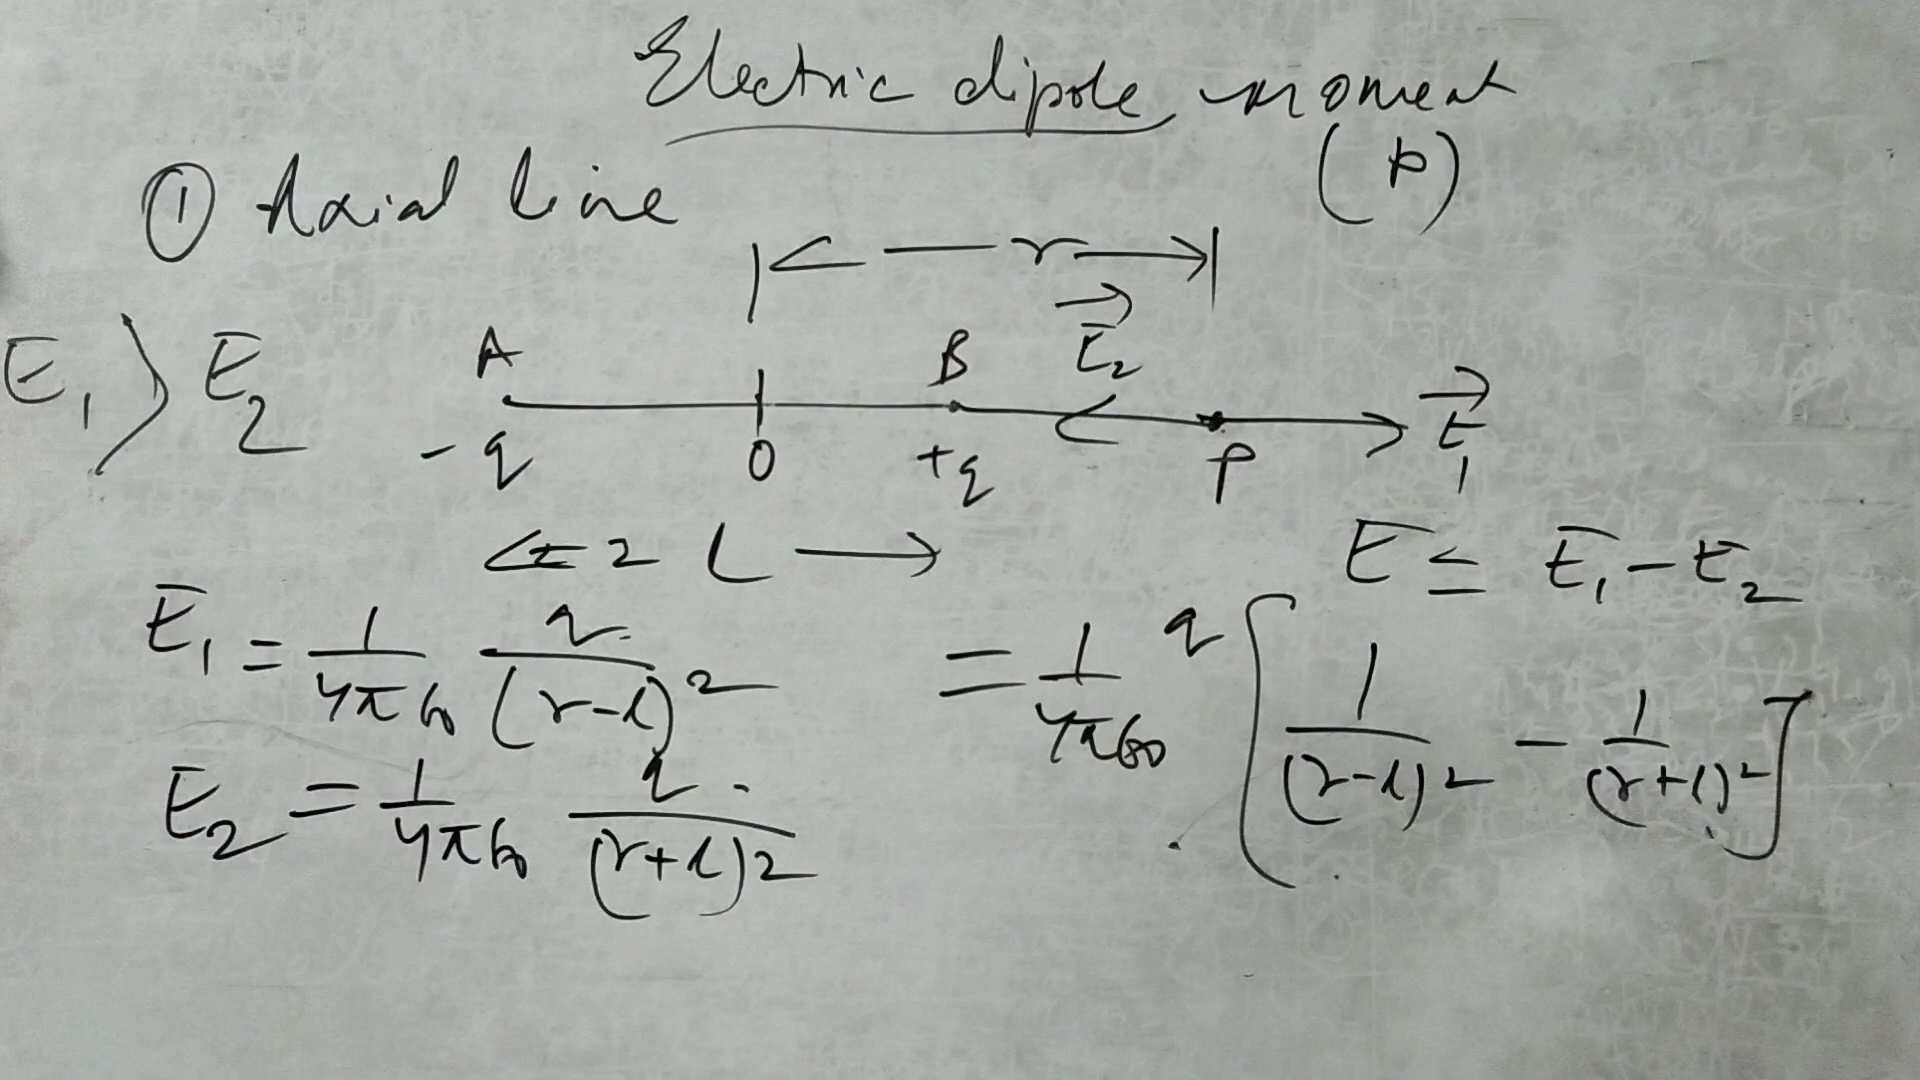 Electric dipole moment
(p)
① Axial line
r
E₁ > E₂
A B E₂⃗
-q O +q P E₁⃗
2l
E = E₁ - E₂
E₁ = 1/4πϵ₀ q/(r-l)²
= 1/4πϵ₀ q [1/(r-l)² - 1/(r+l)²]
E₂ = 1/4πϵ₀ q/(r+l)²